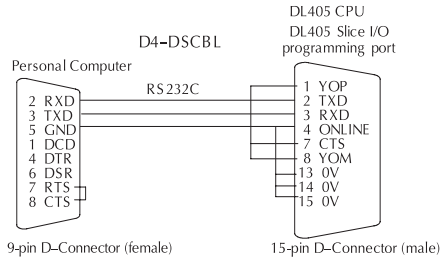 DL405 CPU
DL405 Slice I/O
programming port
D4–DSCBL
Personal Computer
RS232C
2 RXD
3 TXD
5 GND
1 DCD
4 DTR
6 DSR
7 RTS
8 CTS
1 YOP
2 TXD
3 RXD
4 ONLINE
7 CTS
8 YOM
13 0V
14 0V
15 0V
9-pin D–Connector (female)
15-pin D–Connector (male)